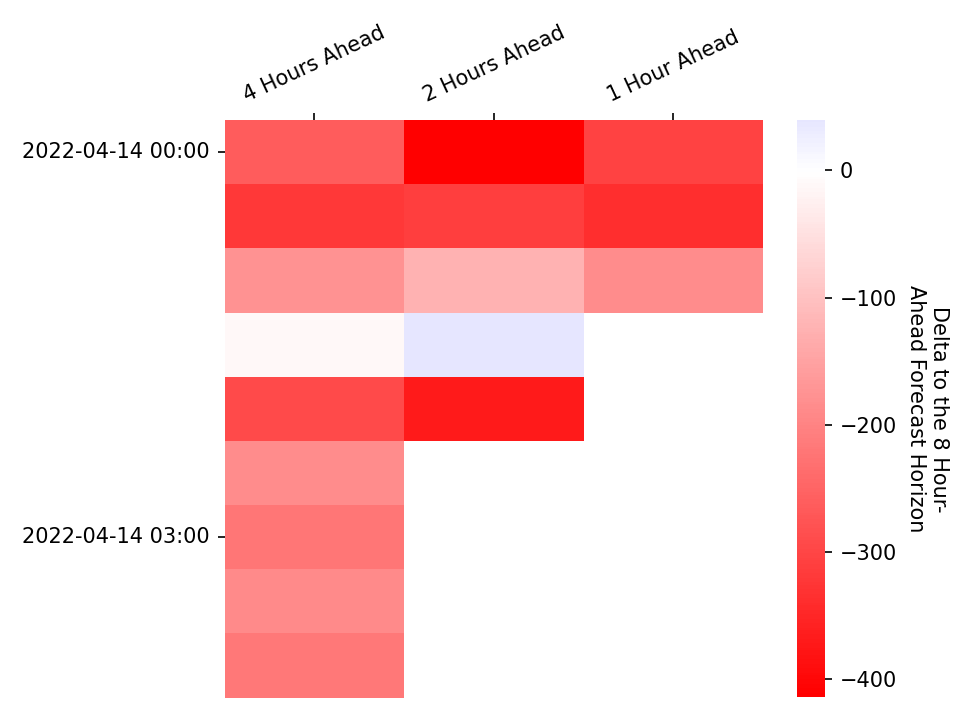 4 Hours Ahead
2 Hours Ahead
1 Hour Ahead
2022-04-14 00:00
2022-04-14 03:00
0
−100
−200
−300
−400
Delta to the 8 Hour-
Ahead Forecast Horizon